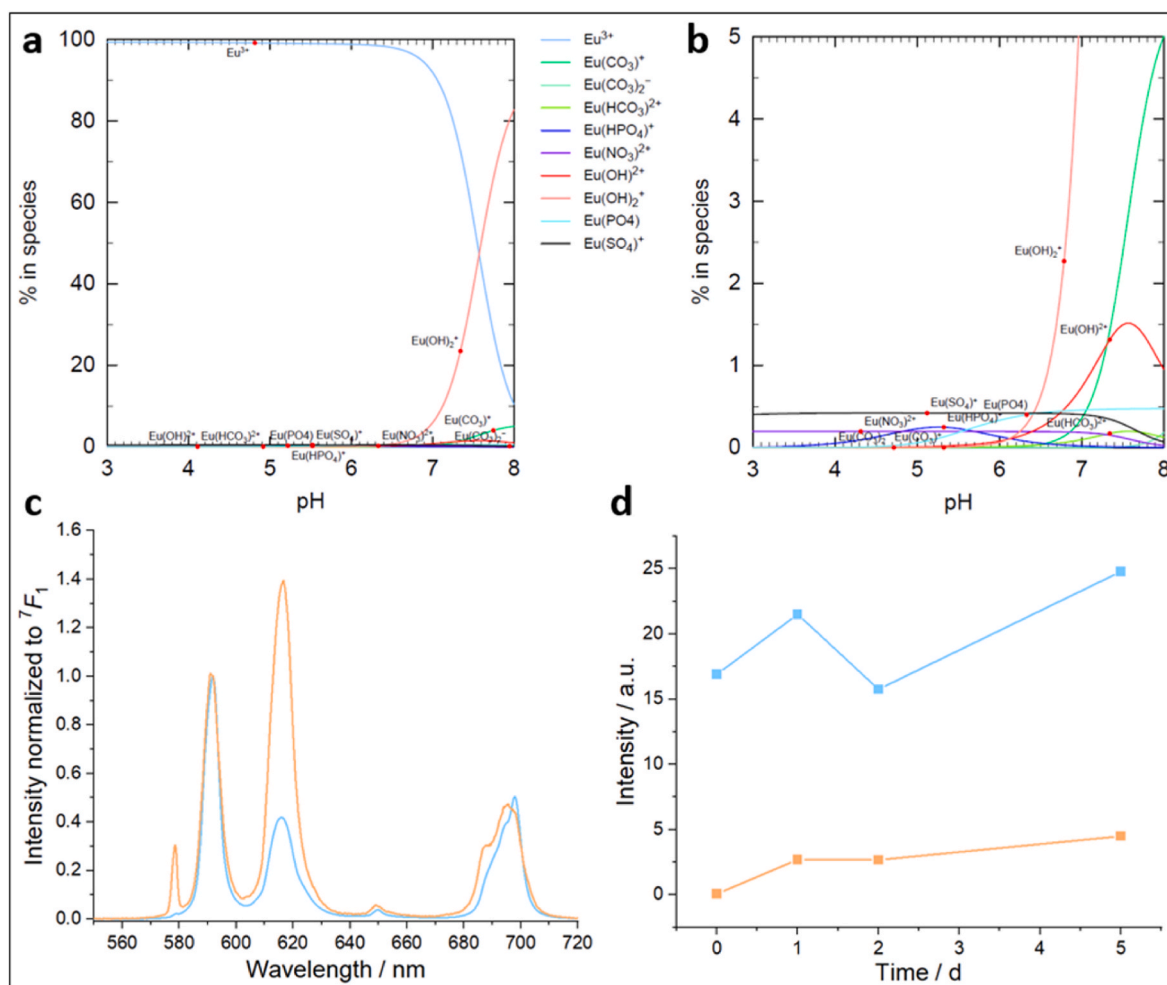 a
100
80
60
40
20
0
% in species
3 4 5 6 7 8
pH
Eu³⁺
Eu(OH)₂⁺
Eu(CO₃)⁺
Eu(OH)²⁺
Eu(HCO₃)²⁺
Eu(PO4)
Eu(SO₄)⁺
Eu(HPO₄)⁺
Eu(NO₃)²⁺
Eu(CO₃)₂⁻
Eu³⁺
Eu(CO₃)⁺
Eu(CO₃)₂⁻
Eu(HCO₃)²⁺
Eu(HPO₄)⁺
Eu(NO₃)²⁺
Eu(OH)²⁺
Eu(OH)₂⁺
Eu(PO4)
Eu(SO₄)⁺
b
5
4
3
2
1
0
% in species
3 4 5 6 7 8
pH
Eu(OH)₂⁺
Eu(OH)²⁺
Eu(SO₄)⁺
Eu(PO4)
Eu(NO₃)²⁺
Eu(HPO₄)⁺
Eu(HCO₃)²⁺
Eu(CO₃)₂⁻
Eu(CO₃)⁺
c
1.6
1.4
1.2
1.0
0.8
0.6
0.4
0.2
0.0
Intensity normalized to ⁷F₁
560 580 600 620 640 660 680 700 720
Wavelength / nm
d
25
20
15
10
5
0
Intensity / a.u.
0 1 2 3 4 5
Time / d